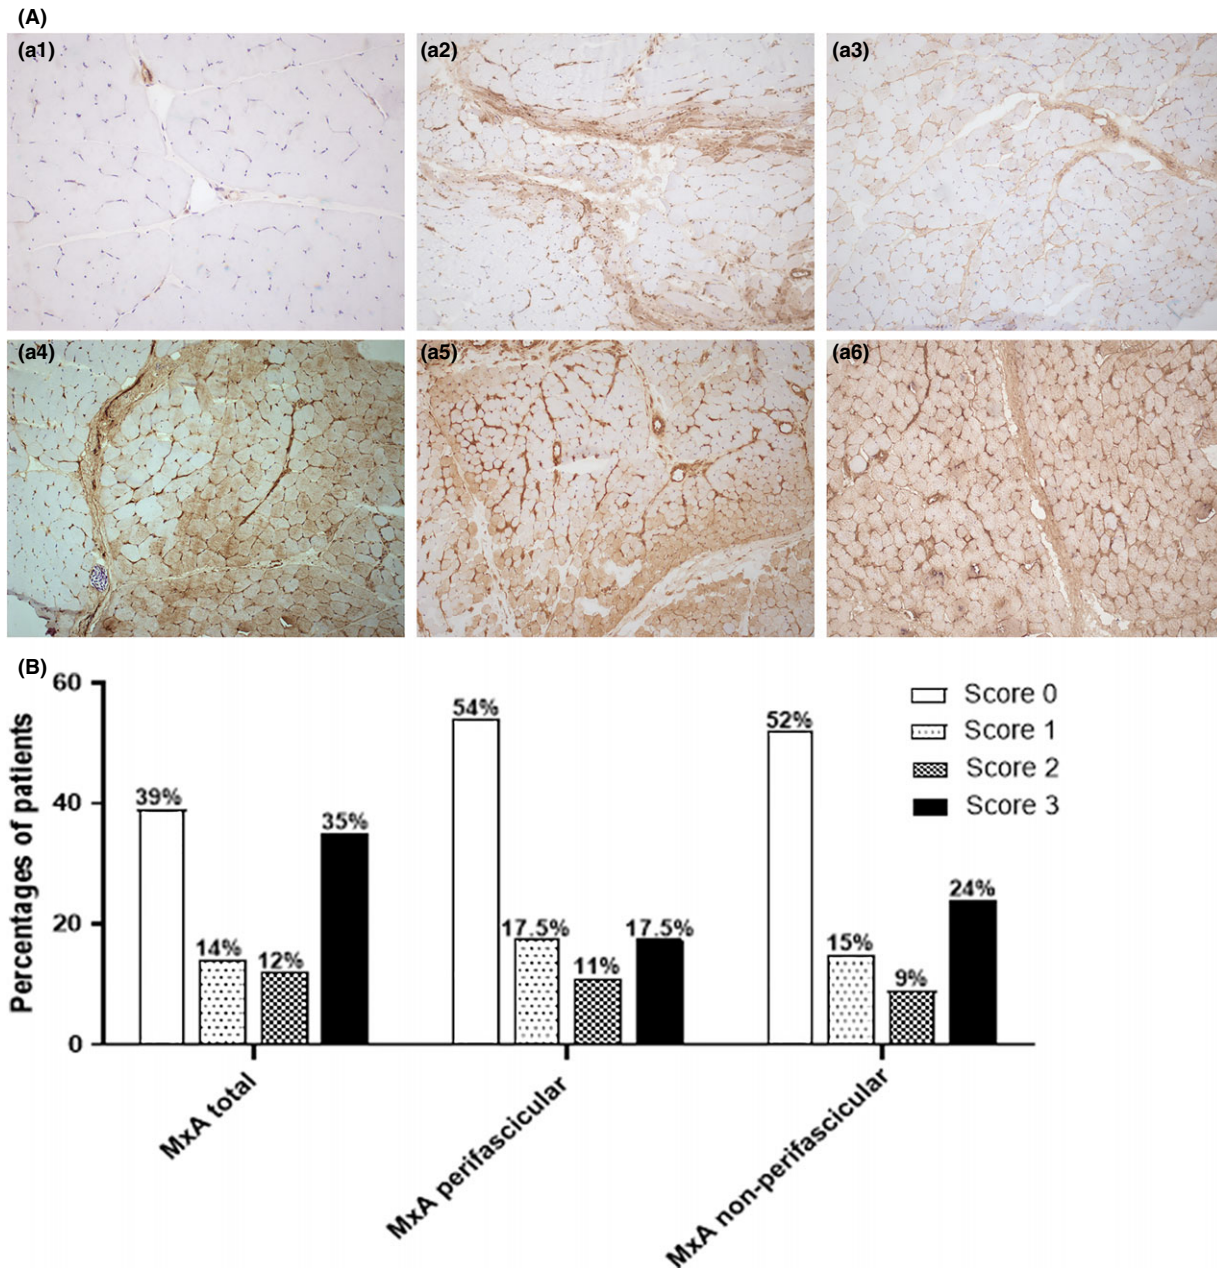 (A)
(a1)
(a2)
(a3)
(a4)
(a5)
(a6)
(B)
Percentages of patients
60
40
20
0
39%
14%
12%
35%
54%
17.5%
11%
17.5%
52%
15%
9%
24%
Score 0
Score 1
Score 2
Score 3
MxA total
MxA perifascicular
MxA non-perifascicular